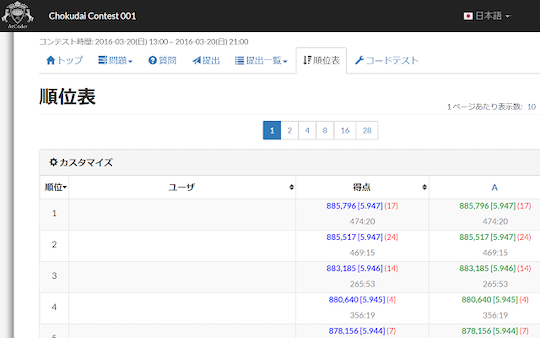 AtCoder
Chokudai Contest 001
日本語
コンテスト時間: 2016-03-20(日) 13:00 ~ 2016-03-20(日) 21:00
トップ 問題 質問 提出 提出一覧 順位表 コードテスト
順位表
1 ページあたり表示数: 10
1 2 4 8 16 28
カスタマイズ
順位 ユーザ 得点 A
1 885,796 [5.947] (17) 885,796 [5.947] (17)
474:20 474:20
2 885,517 [5.947] (24) 885,517 [5.947] (24)
469:15 469:15
3 883,185 [5.946] (14) 883,185 [5.946] (14)
265:53 265:53
4 880,640 [5.945] (4) 880,640 [5.945] (4)
356:19 356:19
878,156 [5.944] (7) 878,156 [5.944] (7)